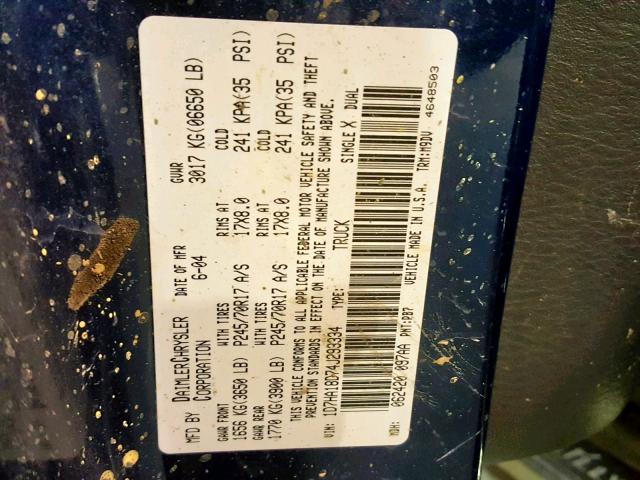 MFD BY DAIMLERCHRYSLER CORPORATION DATE OF MFR 6-04 GVWR 3017 KG(06650 LB)
GAWR FRONT WITH TIRES RIMS AT COLD
1656 KG(3650 LB) P245/70R17 A/S 17X8.0 241 KPA(35 PSI)
GAWR REAR WITH TIRES RIMS AT COLD
1770 KG(3900 LB) P245/70R17 A/S 17X8.0 241 KPA(35 PSI)
THIS VEHICLE CONFORMS TO ALL APPLICABLE FEDERAL MOTOR VEHICLE SAFETY AND THEFT
PREVENTION STANDARDS IN EFFECT ON THE DATE OF MANUFACTURE SHOWN ABOVE.
VIN: 1D7HA18D74J299334 TYPE: TRUCK SINGLE X DUAL
MDH: 062420 097AA PNT:PB7 VEHICLE MADE IN U.S.A. TRM:M9DV 4648503